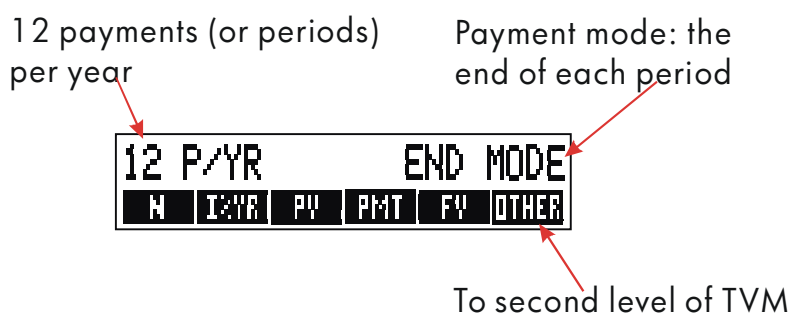 12 payments (or periods)
per year
Payment mode: the
end of each period
12 P/YR END MODE
N I%YR PV PMT FV OTHER
To second level of TVM